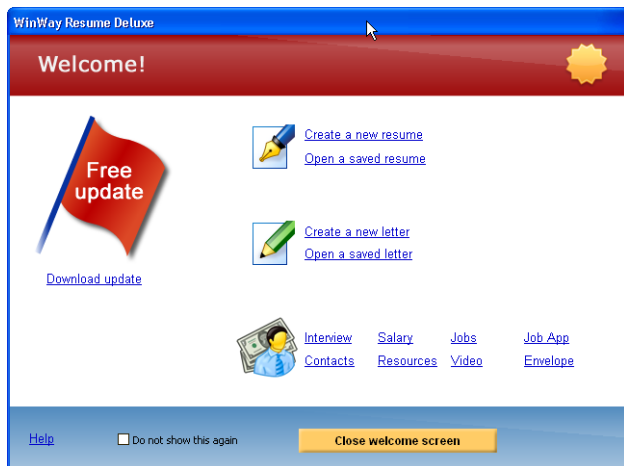 WinWay Resume Deluxe
Welcome!
Free
update
Download update
Create a new resume
Open a saved resume
Create a new letter
Open a saved letter
Interview Salary Jobs Job App
Contacts Resources Video Envelope
Help Do not show this again Close welcome screen